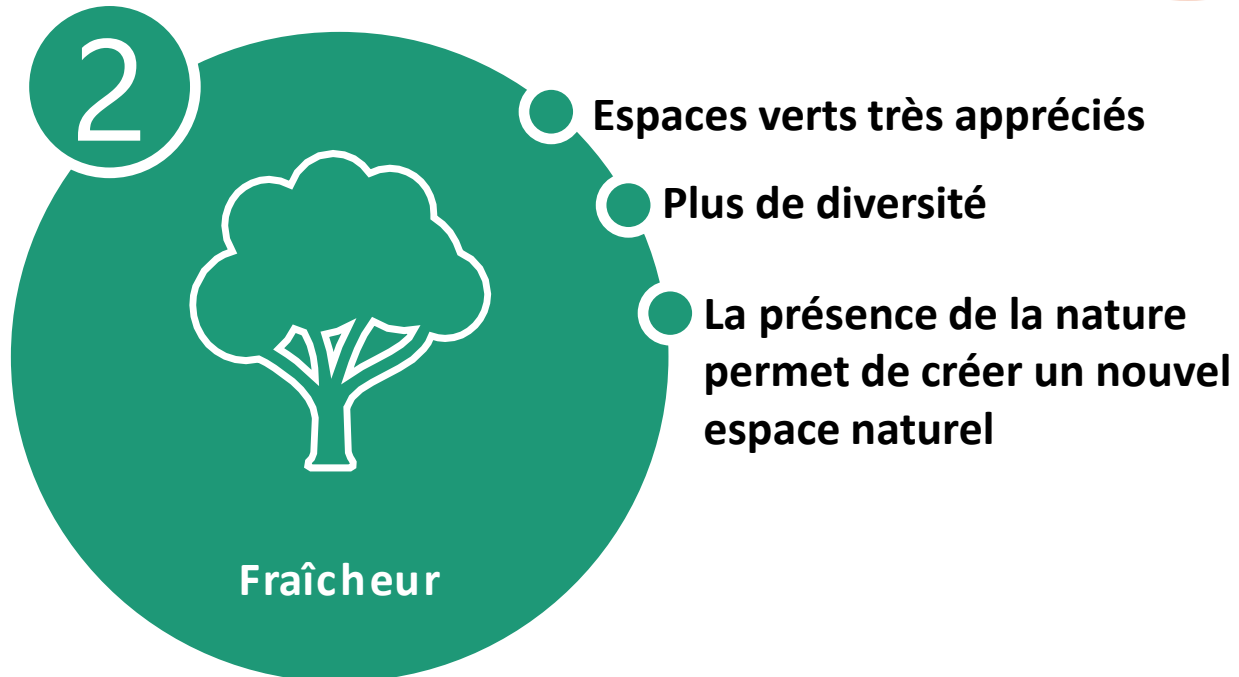 2
Espaces verts très appréciés
Plus de diversité
La présence de la nature
permet de créer un nouvel
espace naturel
Fraîcheur